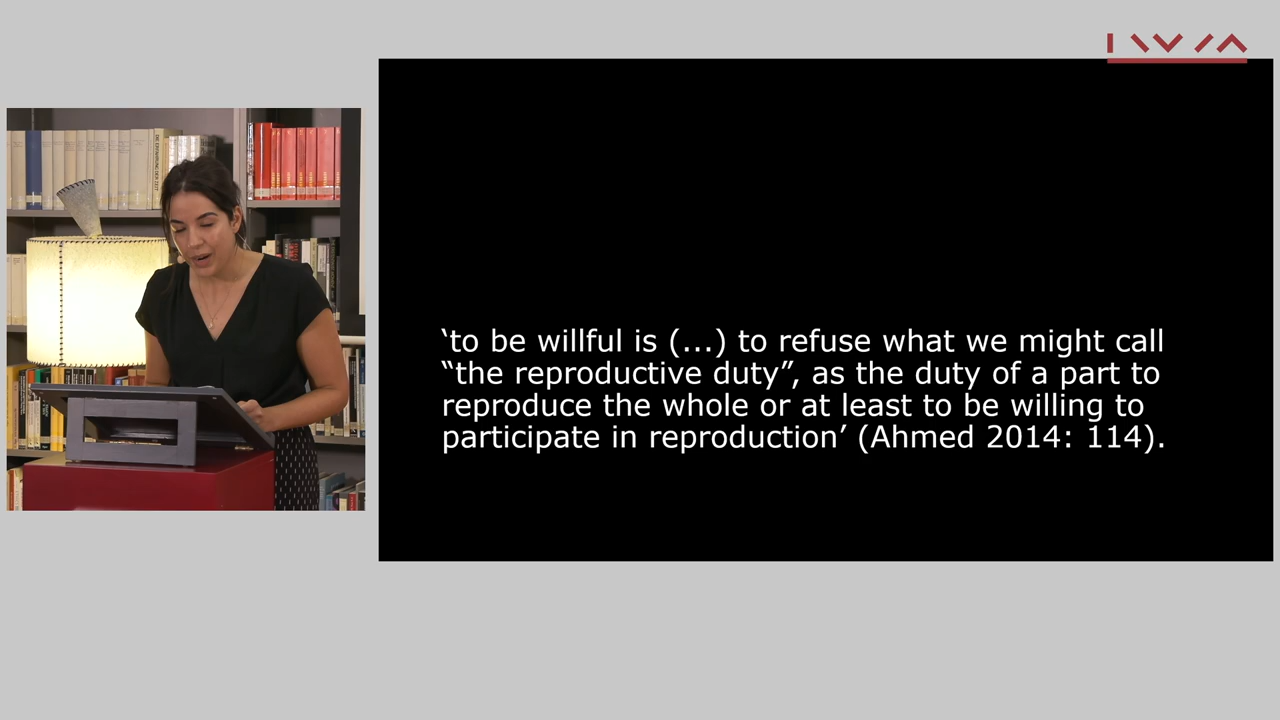 ‘to be willful is (...) to refuse what we might call
“the reproductive duty”, as the duty of a part to
reproduce the whole or at least to be willing to
participate in reproduction’ (Ahmed 2014: 114).